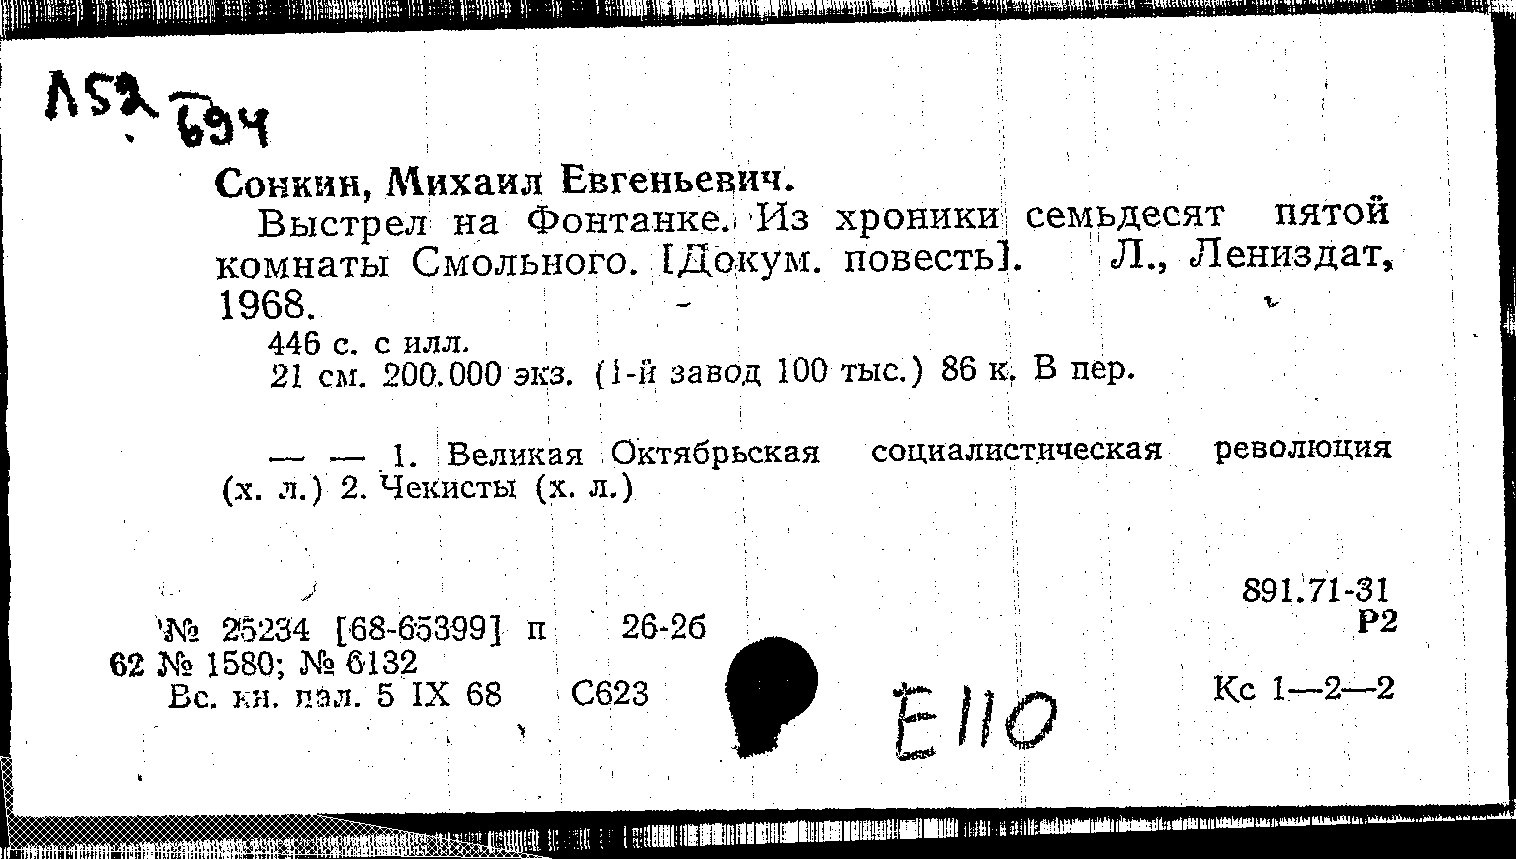 Л52
694
Сонкин, Михаил Евгеньевич.
Выстрел на Фонтанке. Из хроники семьдесят пятой
комнаты Смольного. [Докум. повесть]. Л., Лениздат,
1968.
446 с. с илл.
21 см. 200.000 экз. (1-й завод 100 тыс.) 86 к. В пер.
— — 1. Великая Октябрьская социалистическая революция
(х. л.) 2. Чекисты (х. л.)
891.71-31
№ 25234 [68-65399] п 26-2б
Р2
62 № 1580; № 6132
Вс. кн. пал. 5 IX 68 С623
Кс 1—2—2
Е110